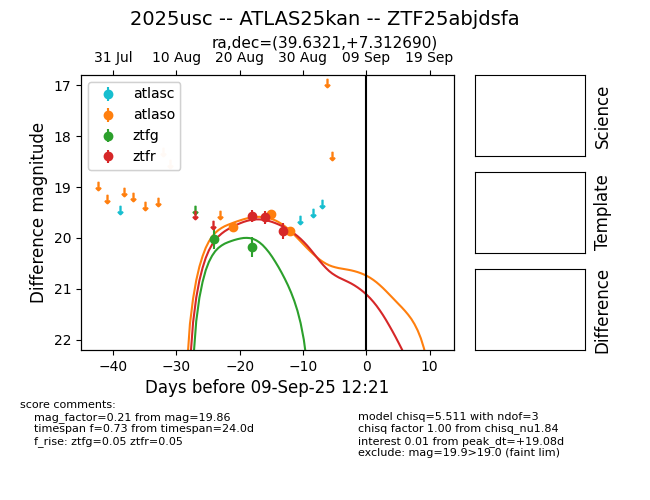 2025usc -- ATLAS25kan -- ZTF25abjdsfa
ra,dec=(39.6321,+7.312690)
31 Jul 10 Aug 20 Aug 30 Aug 09 Sep 19 Sep
17
18
19
20
21
22
Difference magnitude
atlasc
atlaso
ztfg
ztfr
−40 −30 −20 −10 0 10
Days before 09-Sep-25 12:21
Science
Template
Difference
score comments:
mag_factor=0.21 from mag=19.86
timespan f=0.73 from timespan=24.0d
f_rise: ztfg=0.05 ztfr=0.05
model chisq=5.511 with ndof=3
chisq factor 1.00 from chisq_nu1.84
interest 0.01 from peak_dt=+19.08d
exclude: mag=19.9>19.0 (faint lim)